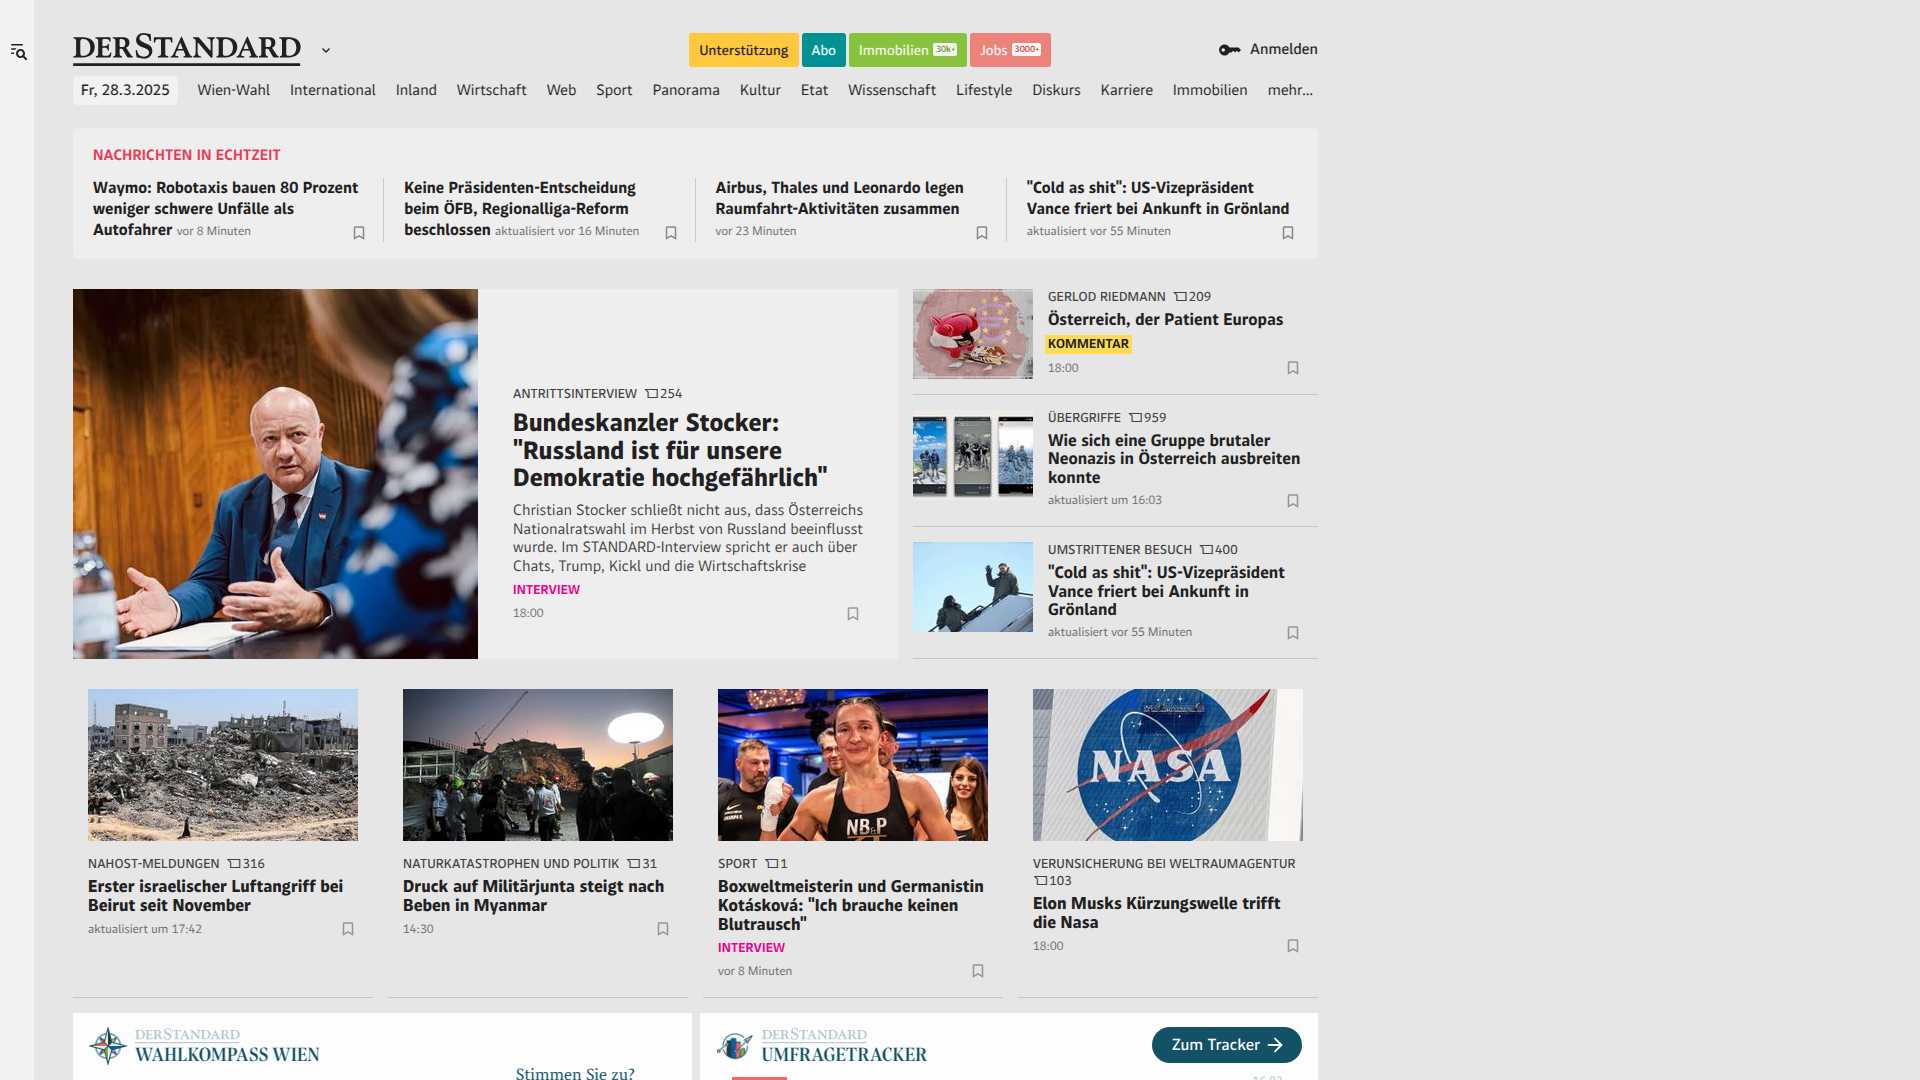 DERSTANDARD
Unterstützung
Abo
Immobilien 30k+
Jobs 3000+
Anmelden
Fr, 28.3.2025
Wien-Wahl
International
Inland
Wirtschaft
Web
Sport
Panorama
Kultur
Etat
Wissenschaft
Lifestyle
Diskurs
Karriere
Immobilien
mehr...
NACHRICHTEN IN ECHTZEIT
Waymo: Robotaxis bauen 80 Prozent
weniger schwere Unfälle als
Autofahrer vor 8 Minuten
Keine Präsidenten-Entscheidung
beim ÖFB, Regionalliga-Reform
beschlossen aktualisiert vor 16 Minuten
Airbus, Thales und Leonardo legen
Raumfahrt-Aktivitäten zusammen
vor 23 Minuten
"Cold as shit": US-Vizepräsident
Vance friert bei Ankunft in Grönland
aktualisiert vor 55 Minuten
ANTRITTSINTERVIEW 254
Bundeskanzler Stocker:
"Russland ist für unsere
Demokratie hochgefährlich"
Christian Stocker schließt nicht aus, dass Österreichs
Nationalratswahl im Herbst von Russland beeinflusst
wurde. Im STANDARD-Interview spricht er auch über
Chats, Trump, Kickl und die Wirtschaftskrise
INTERVIEW
18:00
GERLOD RIEDMANN 209
Österreich, der Patient Europas
KOMMENTAR
18:00
ÜBERGRIFFE 959
Wie sich eine Gruppe brutaler
Neonazis in Österreich ausbreiten
konnte
aktualisiert um 16:03
UMSTRITTENER BESUCH 400
"Cold as shit": US-Vizepräsident
Vance friert bei Ankunft in
Grönland
aktualisiert vor 55 Minuten
NAHOST-MELDUNGEN 316
Erster israelischer Luftangriff bei
Beirut seit November
aktualisiert um 17:42
NATURKATASTROPHEN UND POLITIK 31
Druck auf Militärjunta steigt nach
Beben in Myanmar
14:30
NB&P
SPORT 1
Boxweltmeisterin und Germanistin
Kotásková: "Ich brauche keinen
Blutrausch"
INTERVIEW
vor 8 Minuten
NASA
VERUNSICHERUNG BEI WELTRAUMAGENTUR
103
Elon Musks Kürzungswelle trifft
die Nasa
18:00
DERSTANDARD
WAHLKOMPASS WIEN
Stimmen Sie zu?
DERSTANDARD
UMFRAGETRACKER
Zum Tracker